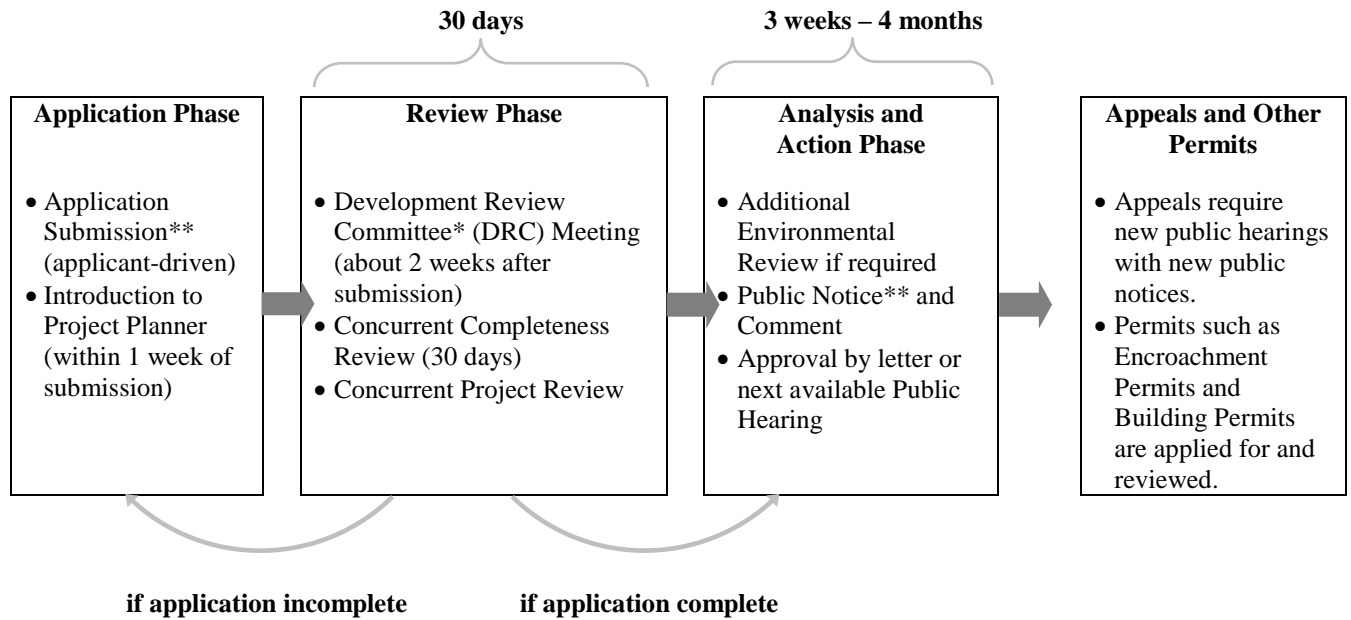 30 days
3 weeks – 4 months
Application Phase
• Application
Submission**
(applicant-driven)
• Introduction to
Project Planner
(within 1 week of
submission)
Review Phase
• Development Review
Committee* (DRC) Meeting
(about 2 weeks after
submission)
• Concurrent Completeness
Review (30 days)
• Concurrent Project Review
Analysis and
Action Phase
• Additional
Environmental
Review if required
• Public Notice** and
Comment
• Approval by letter or
next available Public
Hearing
Appeals and Other
Permits
• Appeals require
new public hearings
with new public
notices.
• Permits such as
Encroachment
Permits and
Building Permits
are applied for and
reviewed.
if application incomplete
if application complete